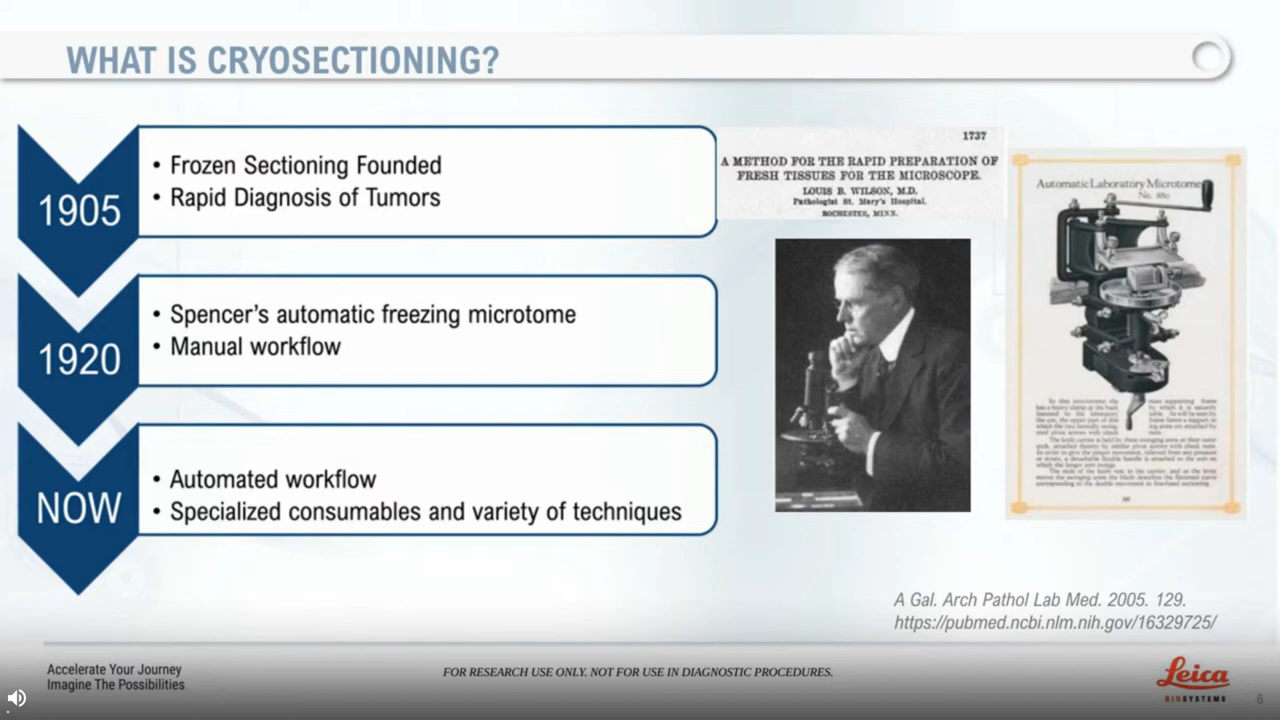 WHAT IS CRYOSECTIONING?
1905
• Frozen Sectioning Founded
• Rapid Diagnosis of Tumors
1920
• Spencer's automatic freezing microtome
• Manual workflow
NOW
• Automated workflow
• Specialized consumables and variety of techniques
1737
A METHOD FOR THE RAPID PREPARATION OF
FRESH TISSUES FOR THE MICROSCOPE.
LOUIS B. WILSON, M.D.
Pathologist St. Mary's Hospital.
ROCHESTER, MINN.
Automatic Laboratory Microtome
No. 880
A Gal. Arch Pathol Lab Med. 2005. 129.
https://pubmed.ncbi.nlm.nih.gov/16329725/
Accelerate Your Journey
Imagine The Possibilities
FOR RESEARCH USE ONLY. NOT FOR USE IN DIAGNOSTIC PROCEDURES.
Leica
BIOSYSTEMS
6